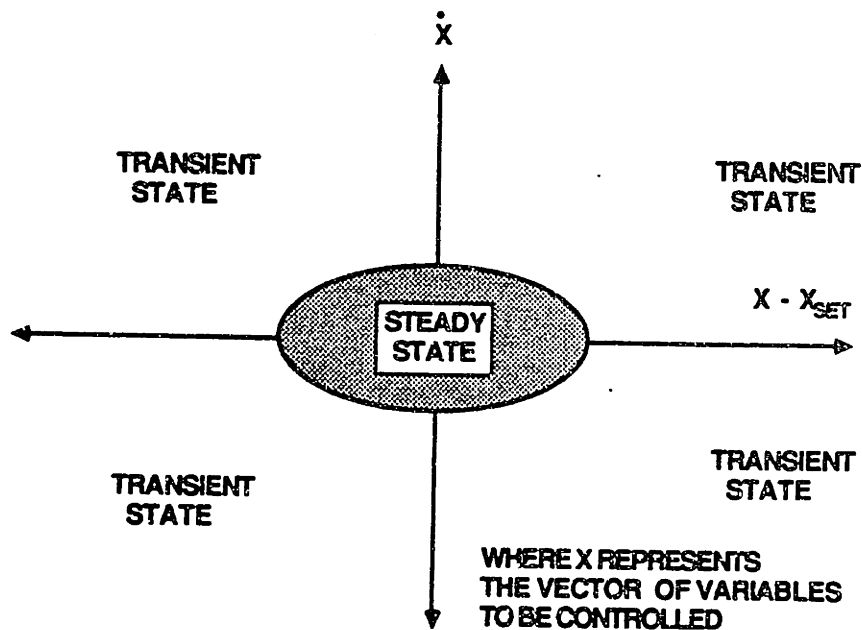 Ẋ
TRANSIENT
STATE
TRANSIENT
STATE
X - X_SET
STEADY
STATE
TRANSIENT
STATE
TRANSIENT
STATE
WHERE X REPRESENTS
THE VECTOR OF VARIABLES
TO BE CONTROLLED